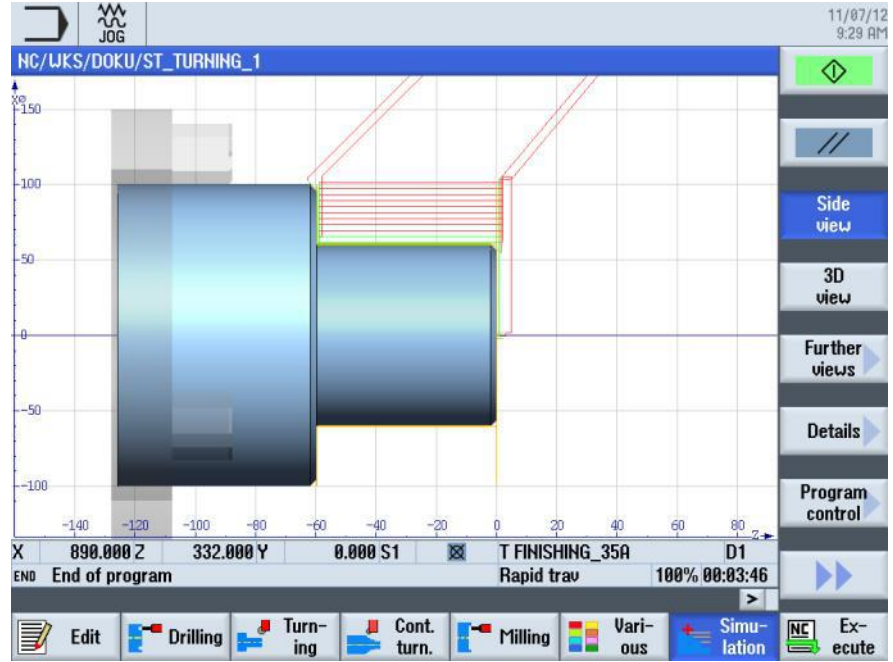 JOG
11/07/12
9:29 AM
NC/WKS/DOKU/ST_TURNING_1
XØ
150
100
50
0
-50
-100
-140 -120 -100 -80 -60 -40 -20 0 20 40 60 80 Z
Side
view
3D
view
Further
views
Details
Program
control
X 890.000 Z 332.000 Y 0.000 S1 T FINISHING_35A D1
END End of program Rapid trav 100% 00:03:46
>
Edit
Drilling
Turn-
ing
Cont.
turn.
Milling
Vari-
ous
Simu-
lation
NC
Ex-
ecute